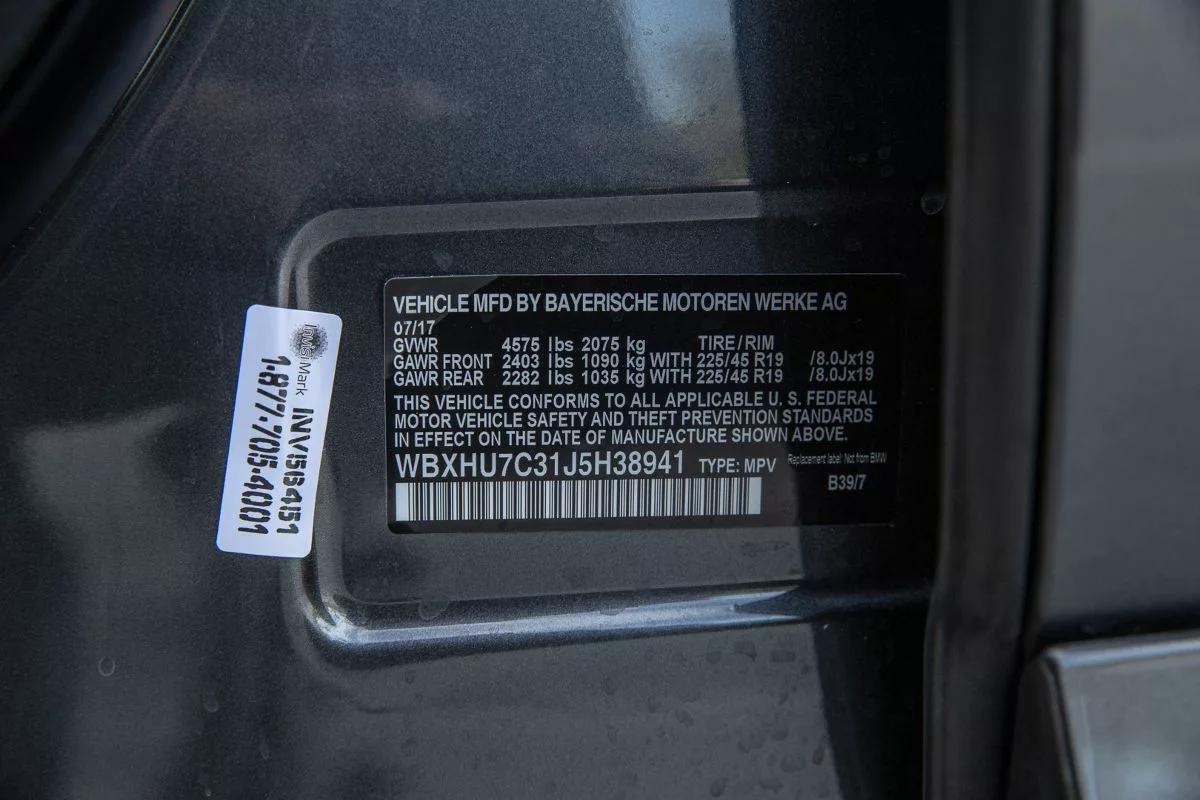 VEHICLE MFD BY BAYERISCHE MOTOREN WERKE AG
07/17
GVWR 4575 lbs 2075 kg TIRE/RIM
GAWR FRONT 2403 lbs 1090 kg WITH 225/45 R19 /8.0Jx19
GAWR REAR 2282 lbs 1035 kg WITH 225/45 R19 /8.0Jx19
THIS VEHICLE CONFORMS TO ALL APPLICABLE U. S. FEDERAL
MOTOR VEHICLE SAFETY AND THEFT PREVENTION STANDARDS
IN EFFECT ON THE DATE OF MANUFACTURE SHOWN ABOVE.
WBXHU7C31J5H38941 TYPE: MPV
Replacement label: Not from BMW
B39/7
InVisiMark
INV1564151
1-877-705-4001